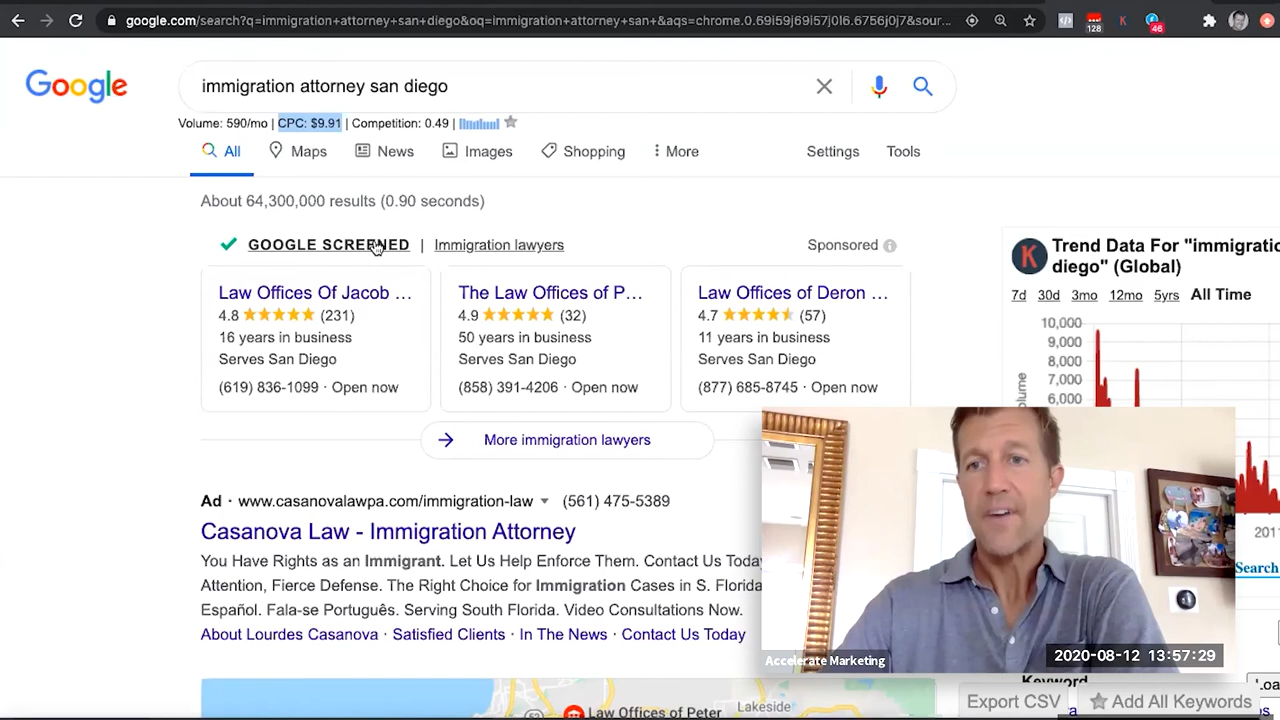 google.com/search?q=immigration+attorney+san+diego&oq=immigration+attorney+san+&aqs=chrome.0.69i59j69i57j0l6.6756j0j7&sour...
128
K
46
Google
immigration attorney san diego
Volume: 590/mo | CPC: $9.91 | Competition: 0.49 |
All
Maps
News
Images
Shopping
More
Settings
Tools
About 64,300,000 results (0.90 seconds)
GOOGLE SCREENED | Immigration lawyers
Sponsored
Law Offices Of Jacob ...
4.8 (231)
16 years in business
Serves San Diego
(619) 836-1099 · Open now
The Law Offices of P...
4.9 (32)
50 years in business
Serves San Diego
(858) 391-4206 · Open now
Law Offices of Deron ...
4.7 (57)
11 years in business
Serves San Diego
(877) 685-8745 · Open now
More immigration lawyers
Ad · www.casanovalawpa.com/immigration-law (561) 475-5389
Casanova Law - Immigration Attorney
You Have Rights as an Immigrant. Let Us Help Enforce Them. Contact Us Today
Attention, Fierce Defense. The Right Choice for Immigration Cases in S. Florida
Español. Fala-se Português. Serving South Florida. Video Consultations Now.
About Lourdes Casanova · Satisfied Clients · In The News · Contact Us Today
52
Law Offices of Peter
Lakeside
K
Trend Data For "immigratio
diego" (Global)
7d 30d 3mo 12mo 5yrs All Time
10,000
9,000
8,000
7,000
6,000
2011
Search
Accelerate Marketing
2020-08-12 13:57:29
Keyword
Loa
Export CSV
Add All Keywords